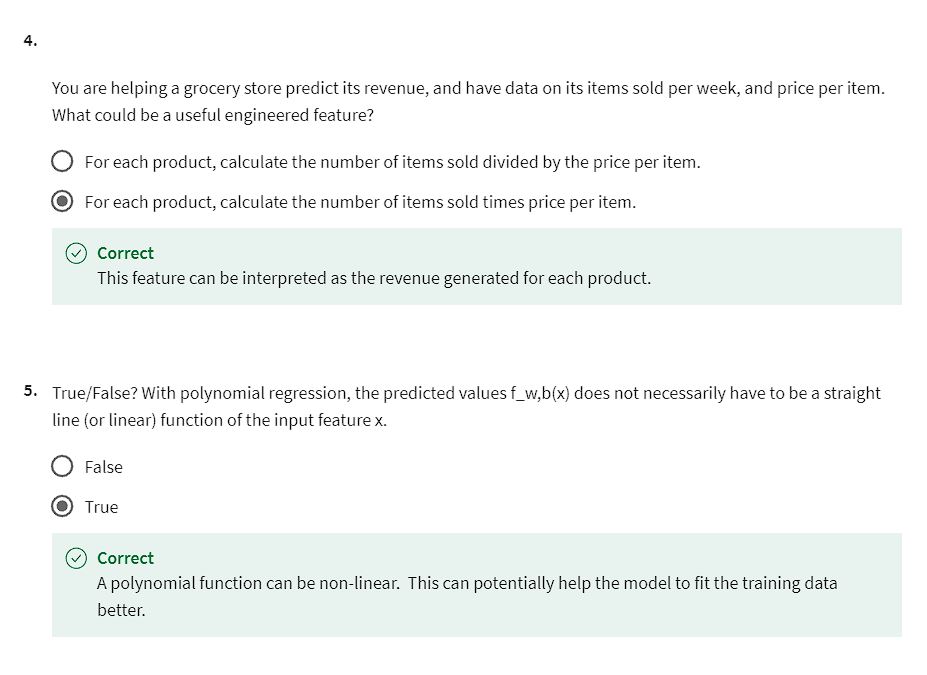 4.
You are helping a grocery store predict its revenue, and have data on its items sold per week, and price per item.
What could be a useful engineered feature?
For each product, calculate the number of items sold divided by the price per item.
For each product, calculate the number of items sold times price per item.
Correct
This feature can be interpreted as the revenue generated for each product.
5. True/False? With polynomial regression, the predicted values f_w,b(x) does not necessarily have to be a straight
line (or linear) function of the input feature x.
False
True
Correct
A polynomial function can be non-linear.  This can potentially help the model to fit the training data
better.